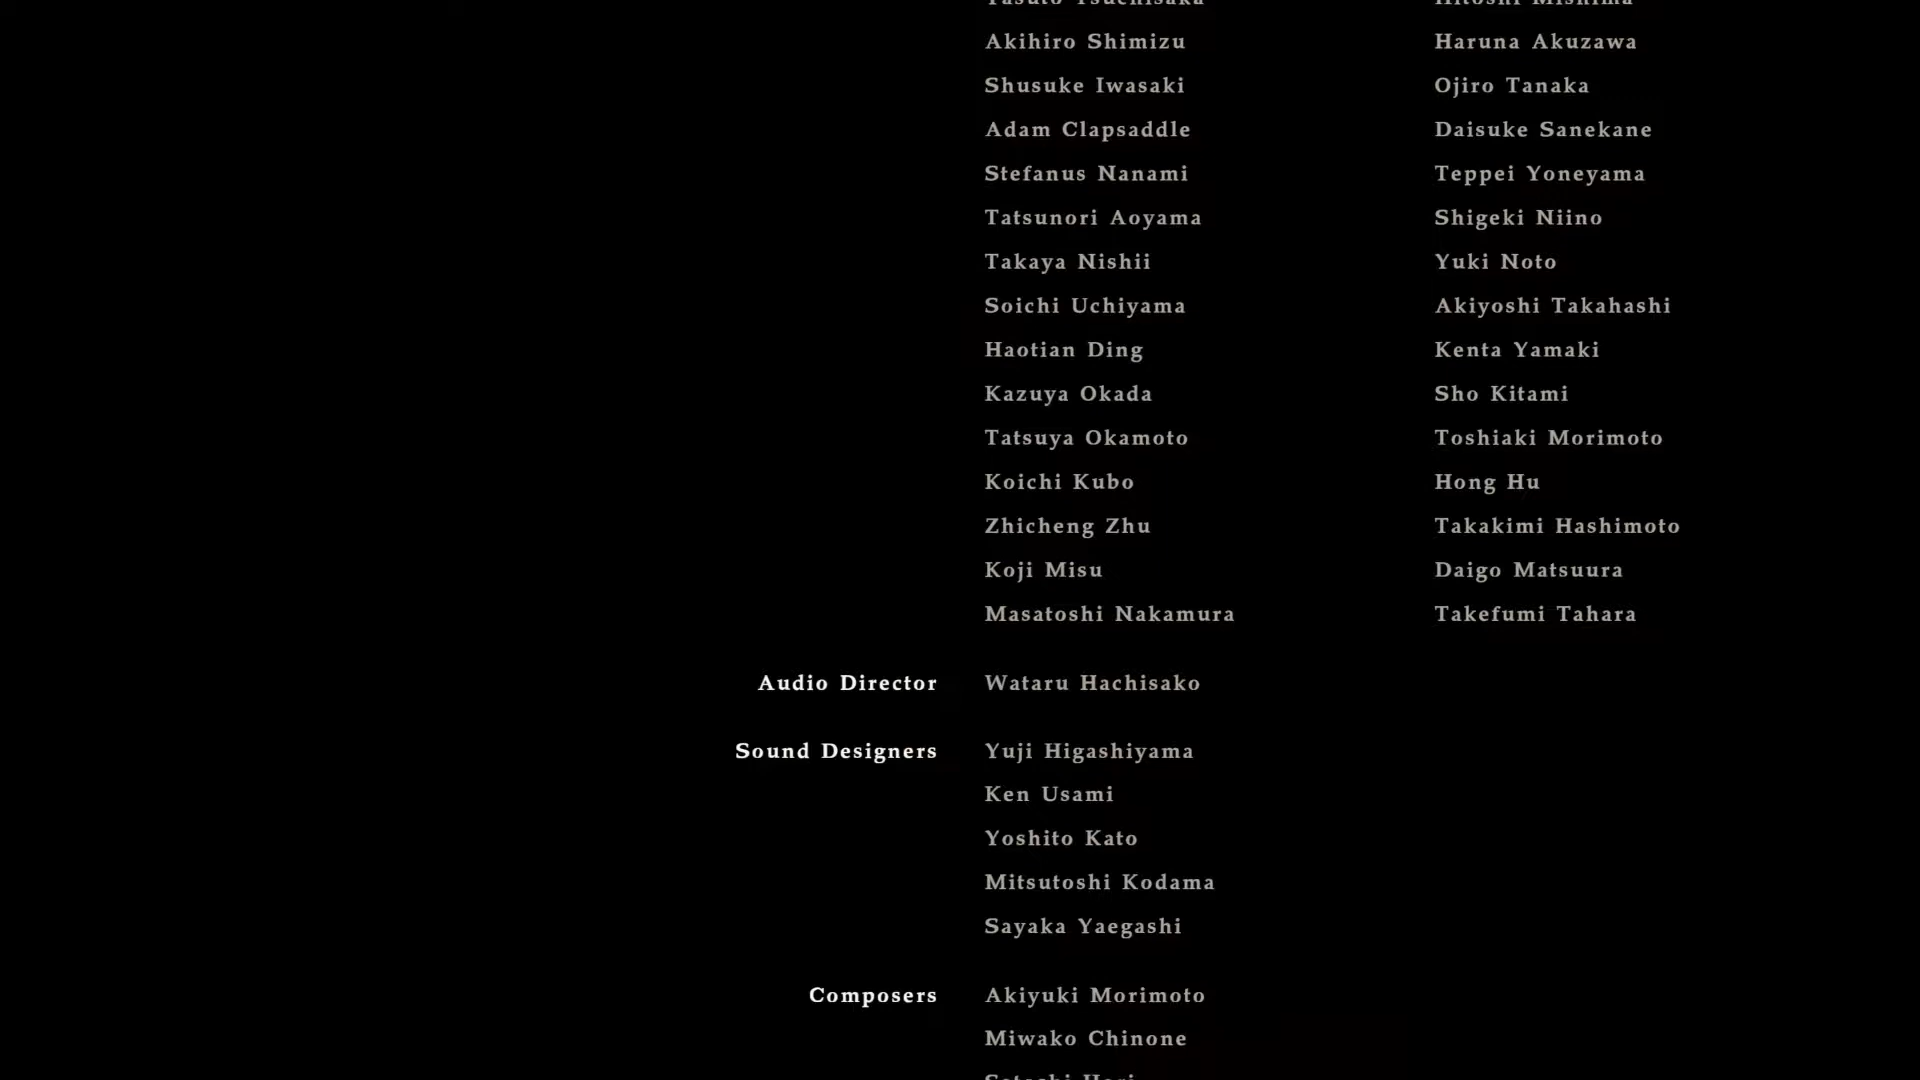 Yasuto Tsuchisaka Hitoshi Mishima
Akihiro Shimizu Haruna Akuzawa
Shusuke Iwasaki Ojiro Tanaka
Adam Clapsaddle Daisuke Sanekane
Stefanus Nanami Teppei Yoneyama
Tatsunori Aoyama Shigeki Niino
Takaya Nishii Yuki Noto
Soichi Uchiyama Akiyoshi Takahashi
Haotian Ding Kenta Yamaki
Kazuya Okada Sho Kitami
Tatsuya Okamoto Toshiaki Morimoto
Koichi Kubo Hong Hu
Zhicheng Zhu Takakimi Hashimoto
Koji Misu Daigo Matsuura
Masatoshi Nakamura Takefumi Tahara
Audio Director Wataru Hachisako
Sound Designers Yuji Higashiyama
Ken Usami
Yoshito Kato
Mitsutoshi Kodama
Sayaka Yaegashi
Composers Akiyuki Morimoto
Miwako Chinone